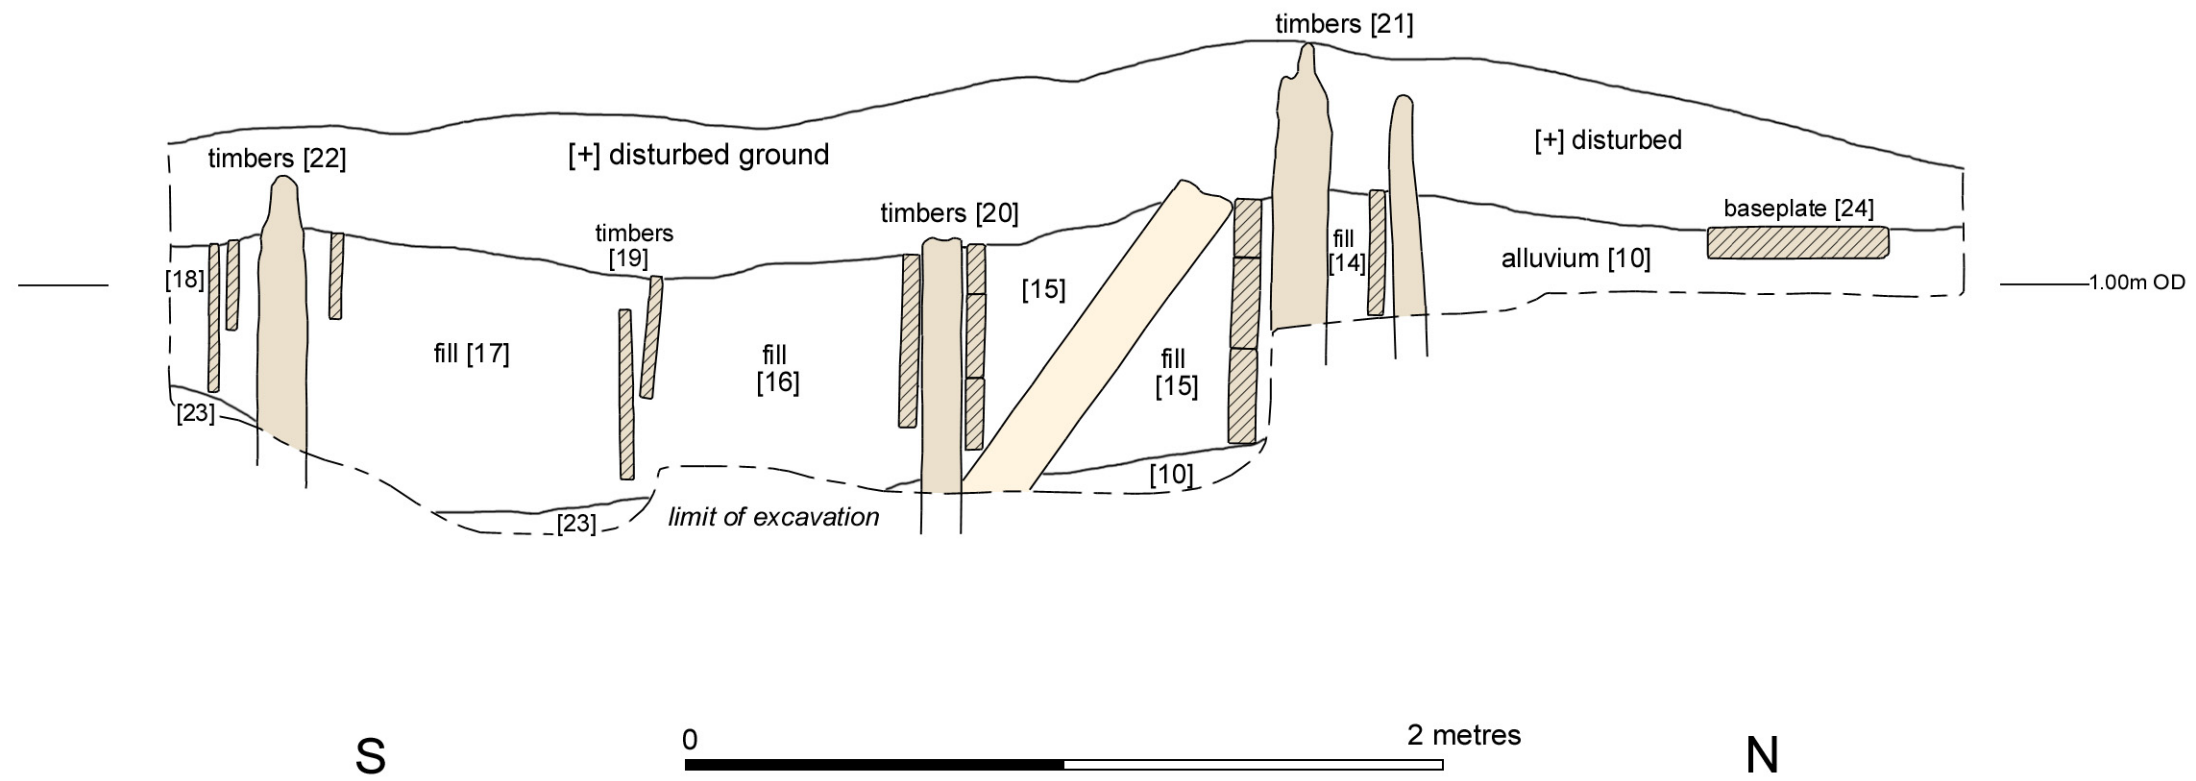 timbers [21]
[+] disturbed
timbers [22]
[+] disturbed ground
timbers [20]
baseplate [24]
timbers
[19]
fill
[14]
alluvium [10]
[18]
[15]
1.00m OD
fill [17]
fill
[16]
fill
[15]
[23]
[10]
limit of excavation
[23]
S
0
2 metres
N